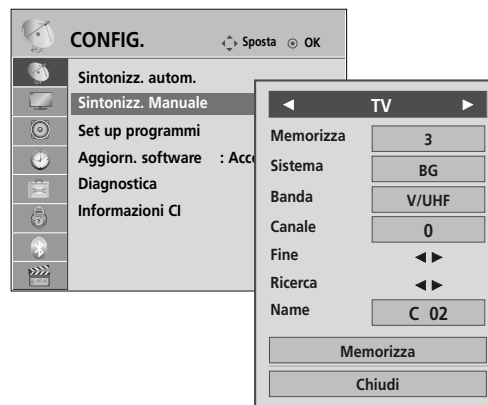 CONFIG.
Sposta OK
Sintonizz. autom.
Sintonizz. Manuale
Set up programmi
Aggiorn. software : Acce
Diagnostica
Informazioni CI
TV
Memorizza 3
Sistema BG
Banda V/UHF
Canale 0
Fine
Ricerca
Name C 02
Memorizza
Chiudi